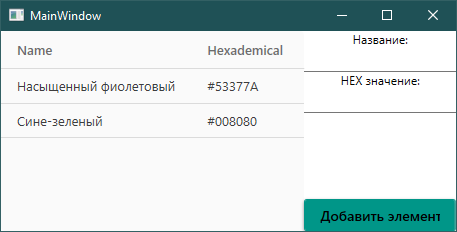 MainWindow
Name Hexademical
Насыщенный фиолетовый #53377A
Сине-зеленый #008080
Название:
HEX значение:
Добавить элемент